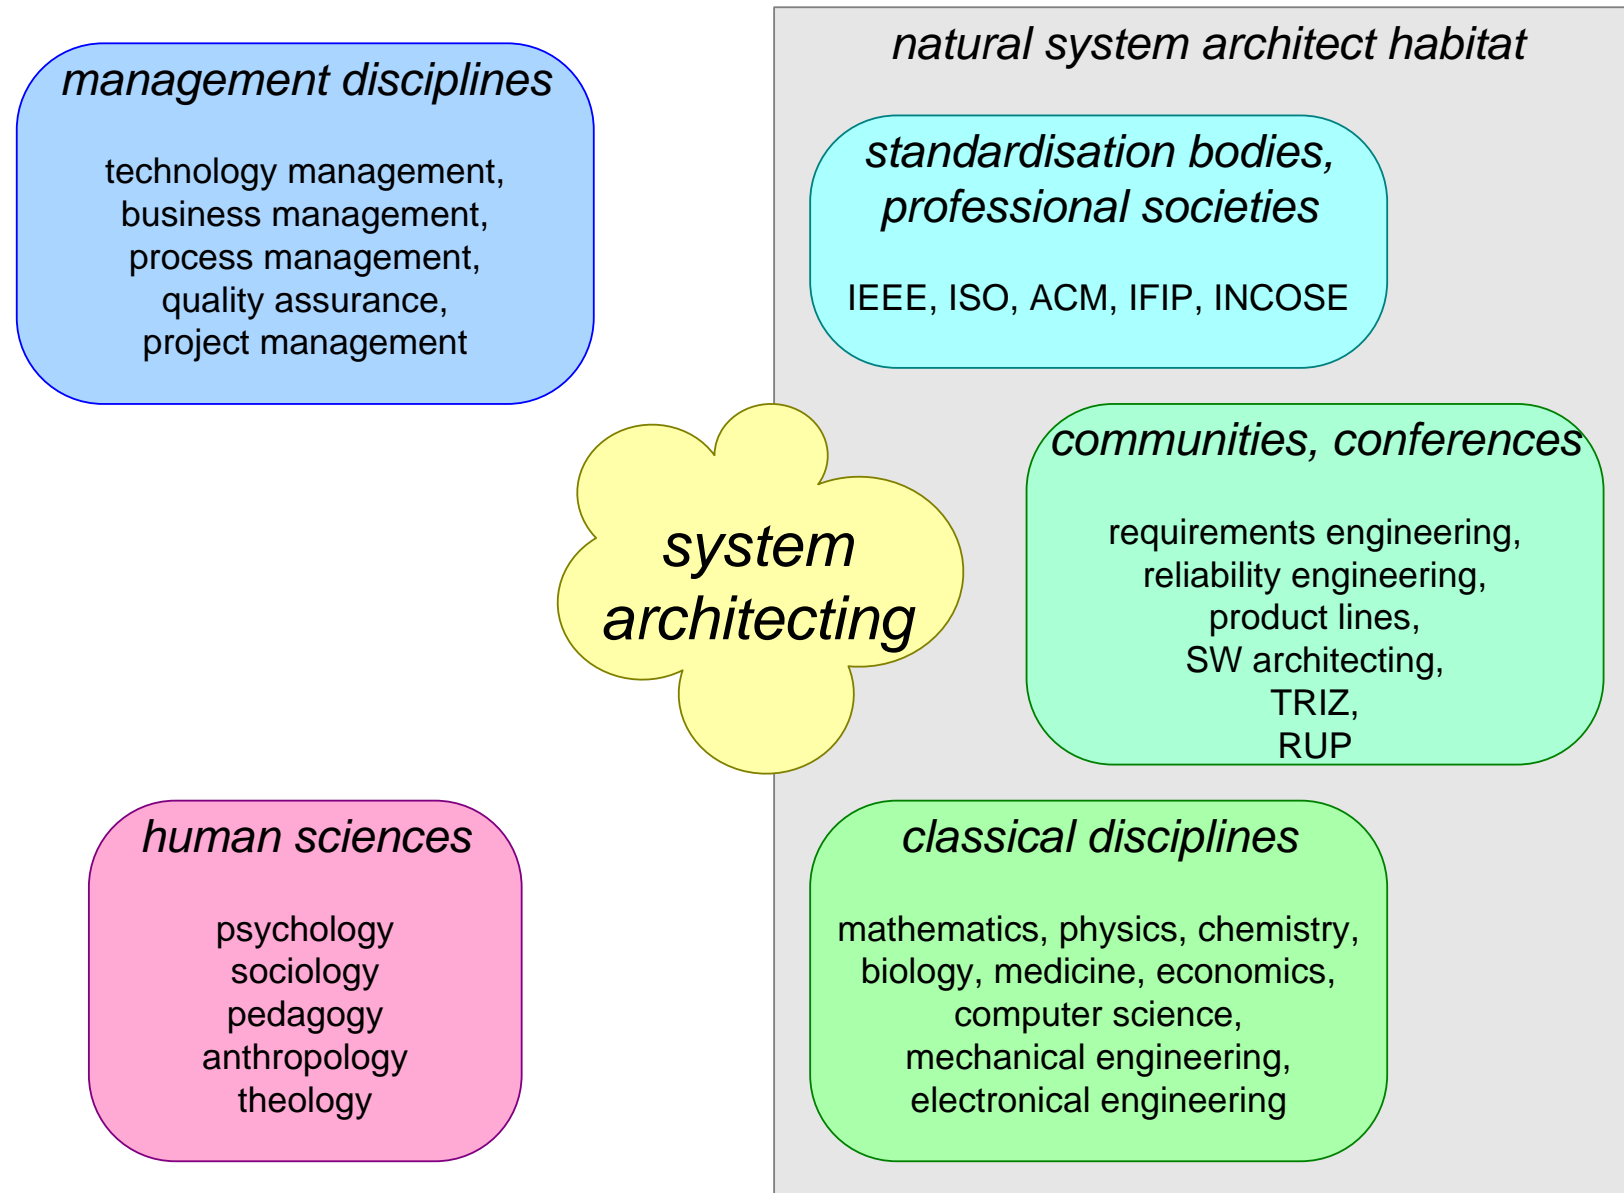 management disciplines
technology management,
business management,
process management,
quality assurance,
project management
natural system architect habitat
standardisation bodies,
professional societies
IEEE, ISO, ACM, IFIP, INCOSE
communities, conferences
requirements engineering,
reliability engineering,
product lines,
SW architecting,
TRIZ,
RUP
system
architecting
human sciences
psychology
sociology
pedagogy
anthropology
theology
classical disciplines
mathematics, physics, chemistry,
biology, medicine, economics,
computer science,
mechanical engineering,
electronical engineering